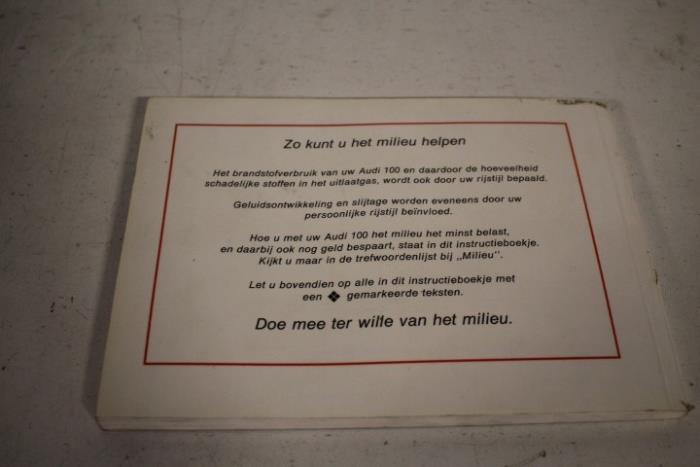 Zo kunt u het milieu helpen
Het brandstofverbruik van uw Audi 100 en daardoor de hoeveelheid
schadelijke stoffen in het uitlaatgas, wordt ook door uw rijstijl bepaald.
Geluidsontwikkeling en slijtage worden eveneens door uw
persoonlijke rijstijl beïnvloed.
Hoe u met uw Audi 100 het milieu het minst belast,
en daarbij ook nog geld bespaart, staat in dit instructieboekje.
Kijkt u maar in de trefwoordenlijst bij „Milieu".
Let u bovendien op alle in dit instructieboekje met
een ❖ gemarkeerde teksten.
Doe mee ter wille van het milieu.